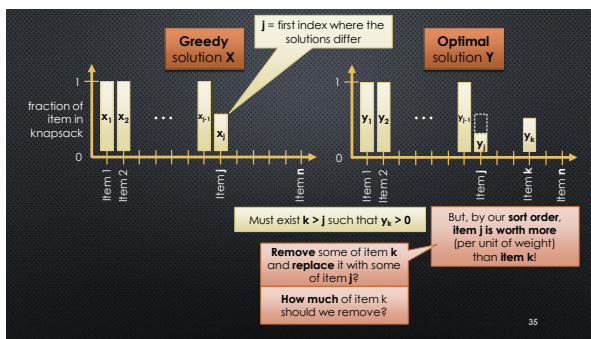 j = first index where the
solutions differ
Greedy
solution X
Optimal
solution Y
1
fraction of
item in
knapsack
0
x1
x2
...
xj-1
xj
Item 1
Item 2
Item j
Item n
1
0
y1
y2
...
yj-1
yj
yk
Item 1
Item 2
Item j
Item k
Item n
Must exist k > j such that yk > 0
But, by our sort order,
item j is worth more
(per unit of weight)
than item k!
Remove some of item k
and replace it with some
of item j?
How much of item k
should we remove?
35